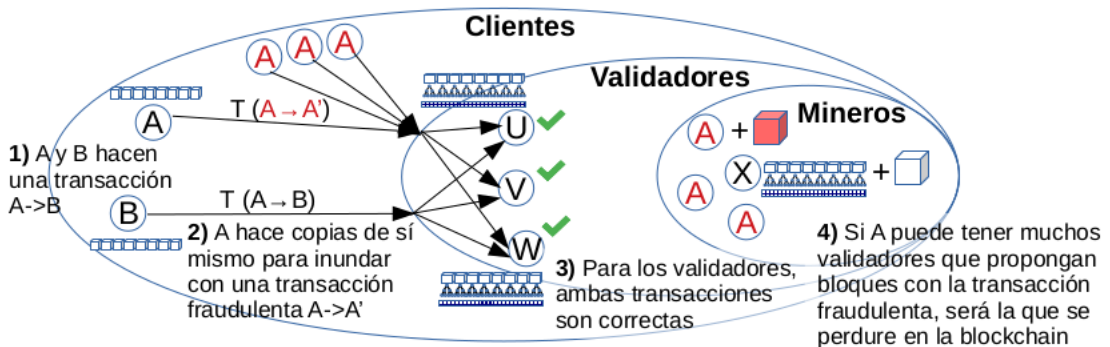 Clientes
A A A
Validadores
Mineros
A
T (A→A')
U
A +
1) A y B hacen
una transacción
A->B
X +
V
A
A
B
T (A→B)
W
2) A hace copias de sí
mismo para inundar
con una transacción
fraudulenta A->A'
3) Para los validadores,
ambas transacciones
son correctas
4) Si A puede tener muchos
validadores que propongan
bloques con la transacción
fraudulenta, será la que se
perdure en la blockchain